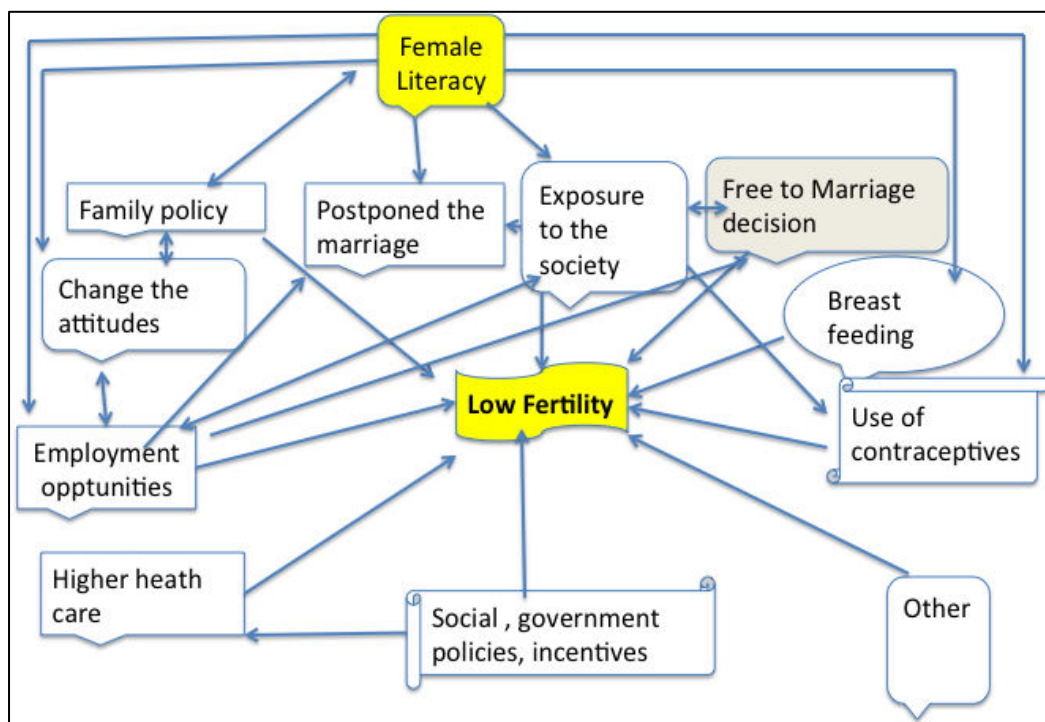 Female
Literacy
Family policy
Postponed the
marriage
Exposure
to the
society
Free to Marriage
decision
Change the
attitudes
Breast
feeding
Low Fertility
Employment
opptunities
Use of
contraceptives
Higher heath
care
Social , government
policies, incentives
Other